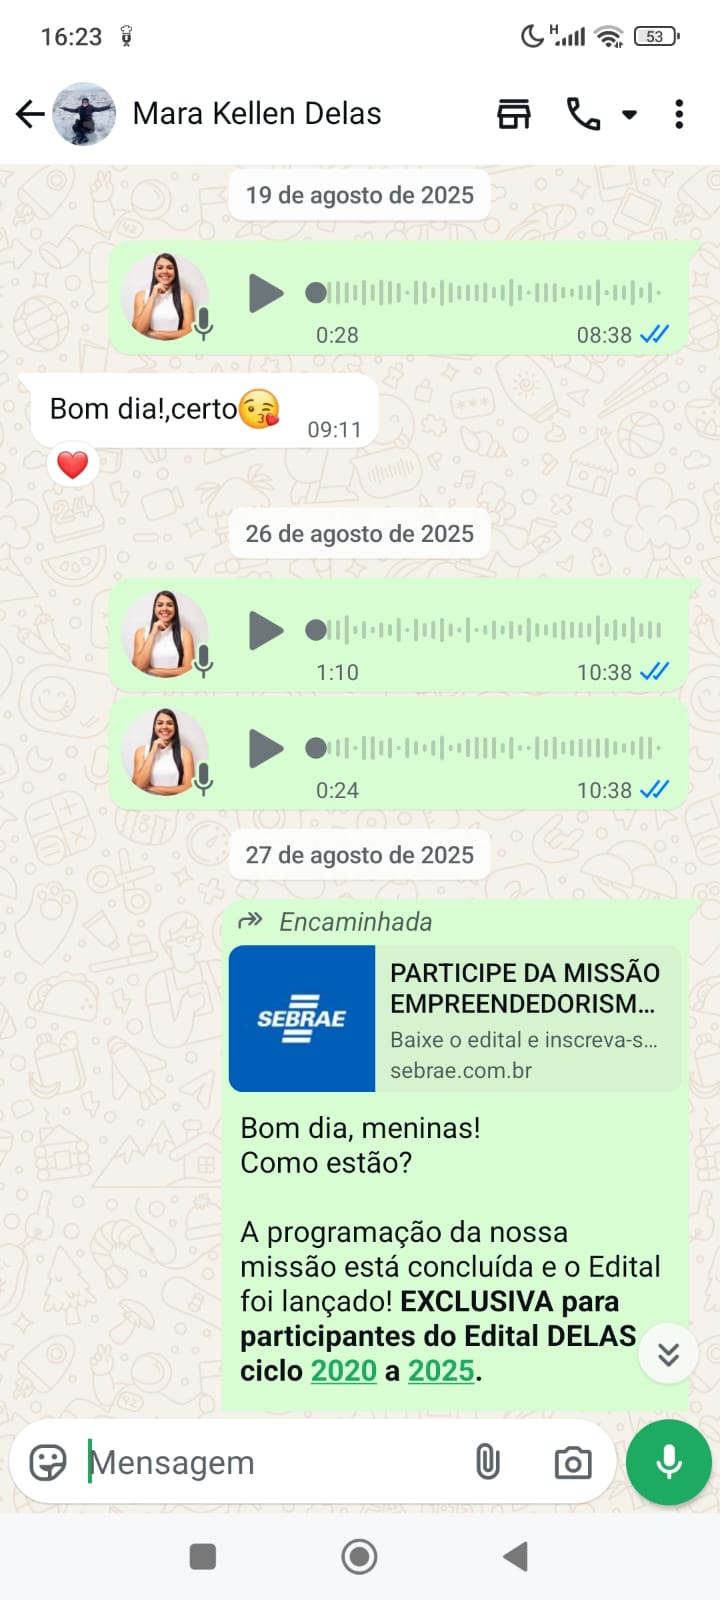 16:23
H
53
Mara Kellen Delas
19 de agosto de 2025
0:28
08:38
Bom dia!,certo😘
09:11
26 de agosto de 2025
1:10
10:38
0:24
10:38
27 de agosto de 2025
Encaminhada
SEBRAE
PARTICIPE DA MISSÃO
EMPREENDEDORISM...
Baixe o edital e inscreva-s...
sebrae.com.br
Bom dia, meninas!
Como estão?
A programação da nossa
missão está concluída e o Edital
foi lançado! EXCLUSIVA para
participantes do Edital DELAS
ciclo 2020 a 2025.
Mensagem